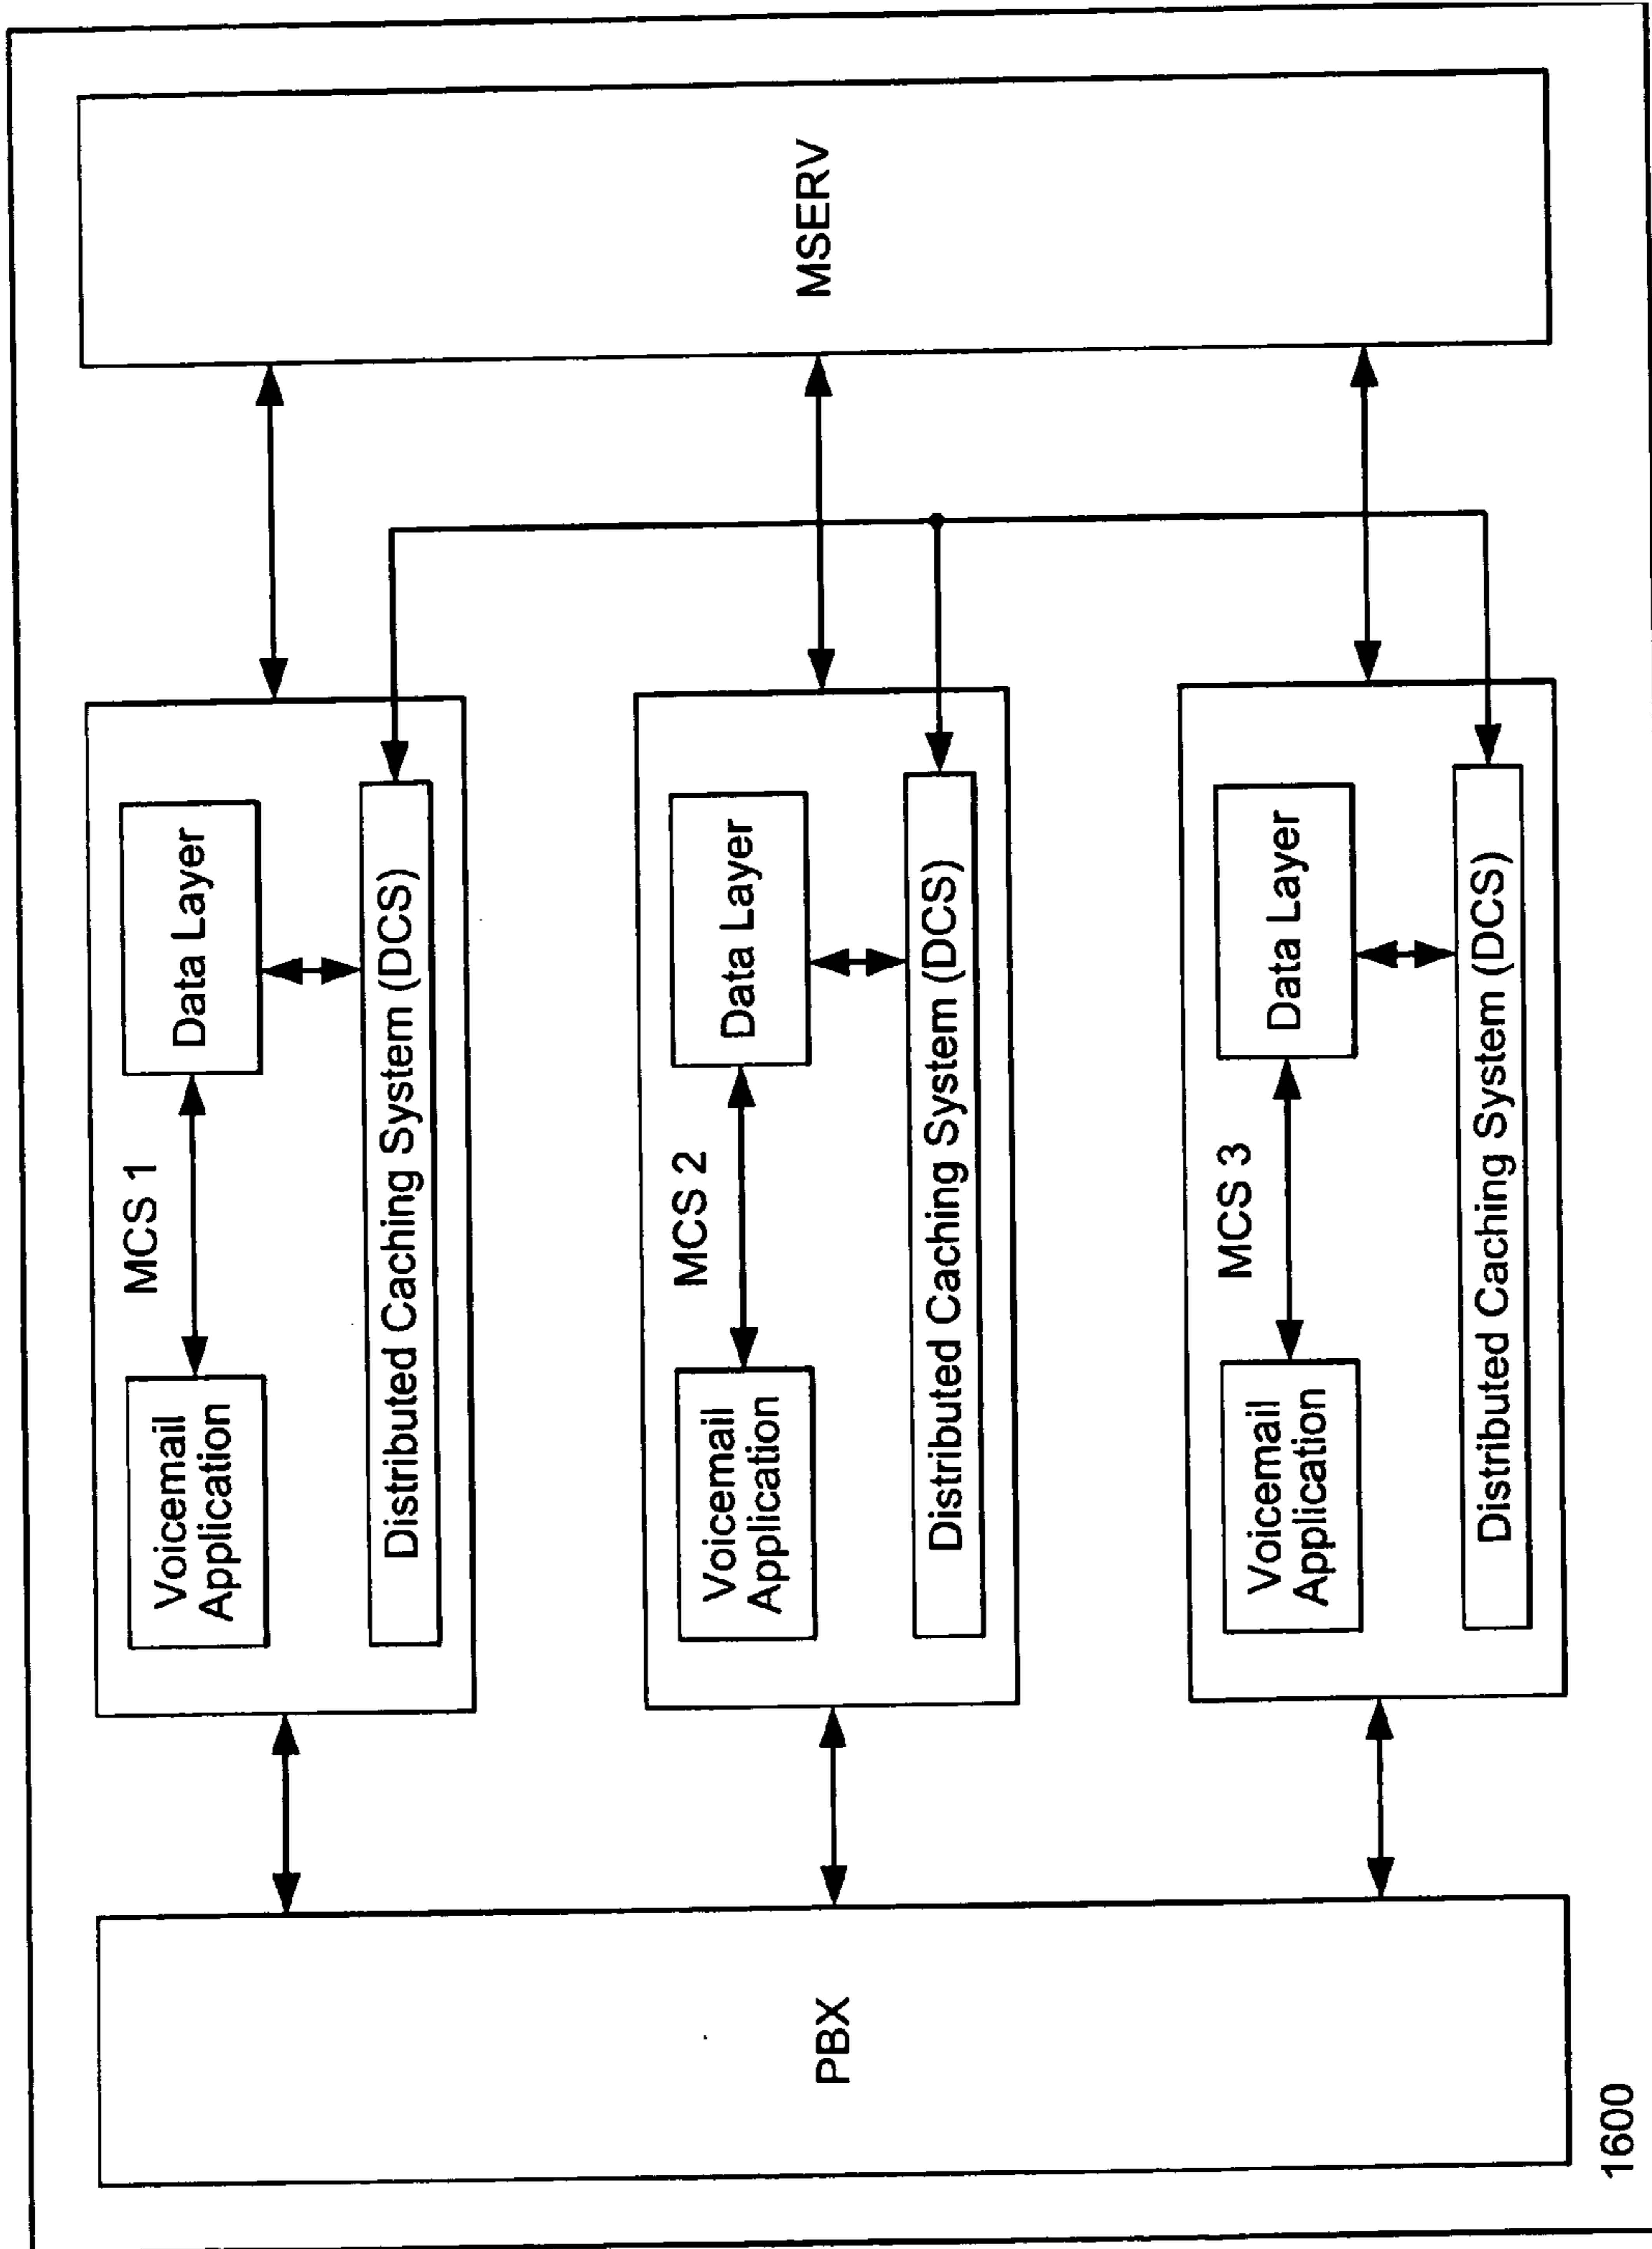 PBX
MCS 1
Voicemail
Application
Data Layer
Distributed Caching System (DCS)
MCS 2
Voicemail
Application
Data Layer
Distributed Caching System (DCS)
MCS 3
Voicemail
Application
Data Layer
Distributed Caching System (DCS)
MSERV
1600